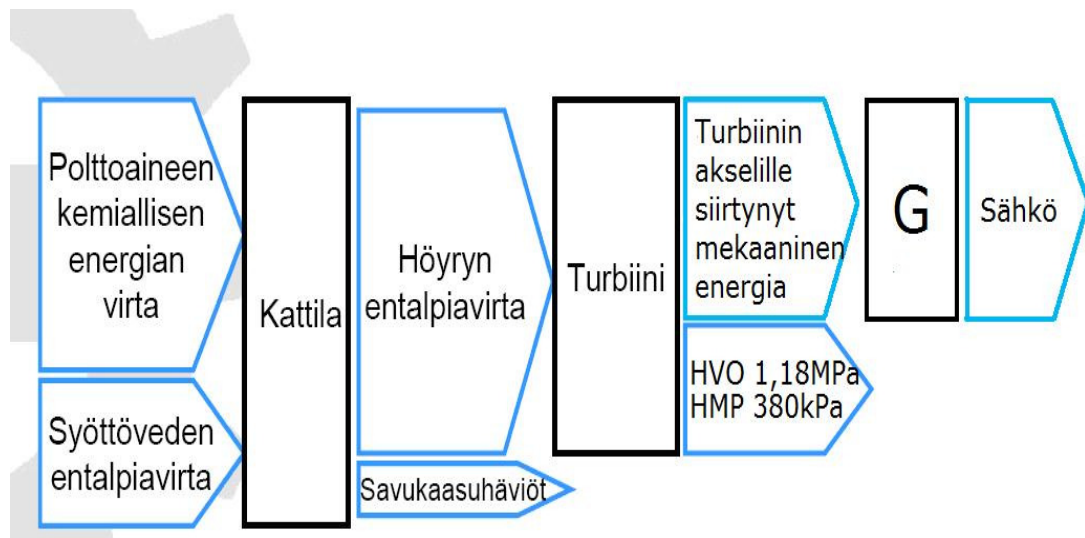 Polttoaineen
kemiallisen
energian
virta
Syöttöveden
entalpiavirta
Kattila
Höyryn
entalpiavirta
Savukaasuhäviöt
Turbiini
Turbiinin
akselille
siirtynyt
mekaaninen
energia
HVO 1,18MPa
HMP 380kPa
G
Sähkö